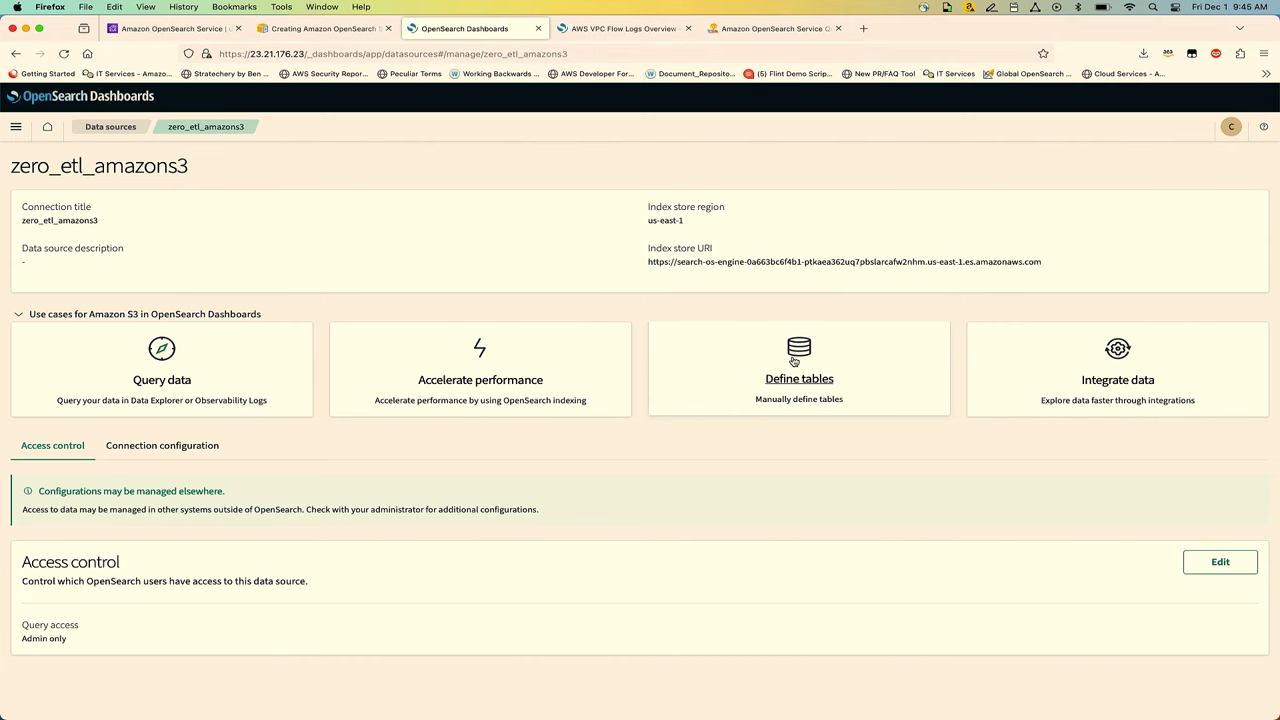 Firefox File Edit View History Bookmarks Tools Window Help Fri Dec 1 9:45 AM
Amazon OpenSearch Service | u Creating Amazon OpenSearch S OpenSearch Dashboards AWS VPC Flow Logs Overview - Amazon OpenSearch Service
https://23.21.176.23/_dashboards/app/datasources#/manage/zero_etl_amazons3
Getting Started IT Services - Amazo... Stratechery by Ben ... AWS Security Repor... Peculiar Terms Working Backwards ... AWS Developer For... Document_Reposito... (5) Flint Demo Scrip... New PR/FAQ Tool IT Services Global OpenSearch ... Cloud Services - A...
OpenSearch Dashboards
Data sources zero_etl_amazons3 C
zero_etl_amazons3
Connection title Index store region
zero_etl_amazons3 us-east-1
Data source description Index store URI
- https://search-os-engine-0a663bc6f4b1-ptkaea362uq7pbslarcafw2nhm.us-east-1.es.amazonaws.com
Use cases for Amazon S3 in OpenSearch Dashboards
Query data Accelerate performance Define tables Integrate data
Query your data in Data Explorer or Observability Logs Accelerate performance by using OpenSearch indexing Manually define tables Explore data faster through integrations
Access control Connection configuration
Configurations may be managed elsewhere.
Access to data may be managed in other systems outside of OpenSearch. Check with your administrator for additional configurations.
Access control Edit
Control which OpenSearch users have access to this data source.
Query access
Admin only